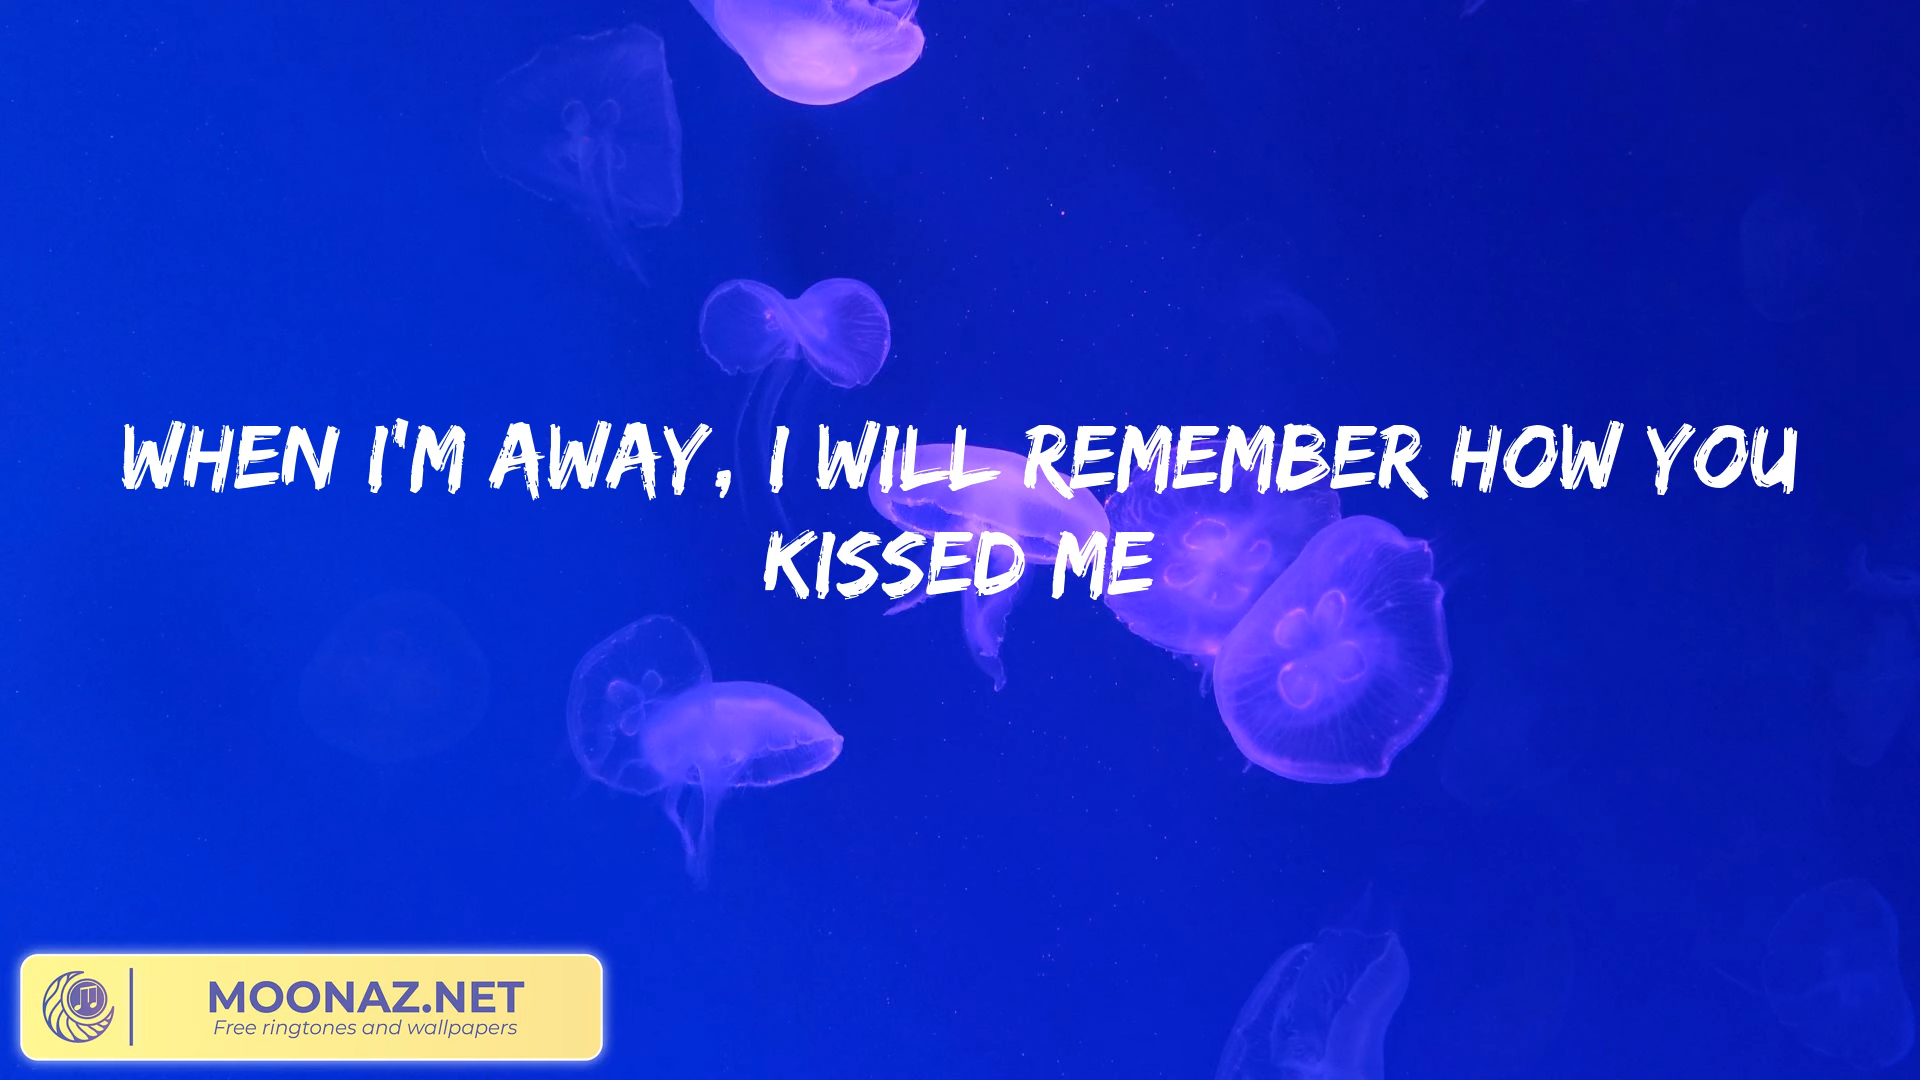 WHEN I'M AWAY, I WILL REMEMBER HOW YOU
KISSED ME
MOONAZ.NET
Free ringtones and wallpapers